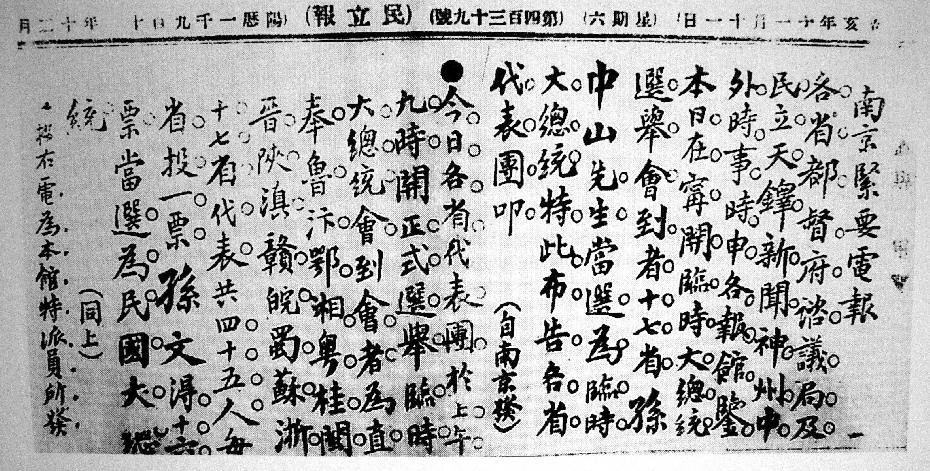 亥年十一月十一日 (星期六) (第四百三十九號) (民立報) (陽曆一千九百十 年十二月
南京緊要電報
各省都督府諮議局及
民立天鐸新聞神州中
外時事時申各報館鑒
本日在甯開臨時大總統
選舉會到者十七省孫
中山先生當選為臨時
大總統特此布告各省
代表團叩 (自南京發)
●今日各省代表團於上午
九時開正式選舉臨時
大總統會到會者為直
奉魯汴鄂湘粵桂閩
晉陝滇贛皖蜀蘇浙
十七省代表共四十五人每
省投一票孫文得十六
票當選為民國大總
統 (同上)
按右電為本館特派員所發